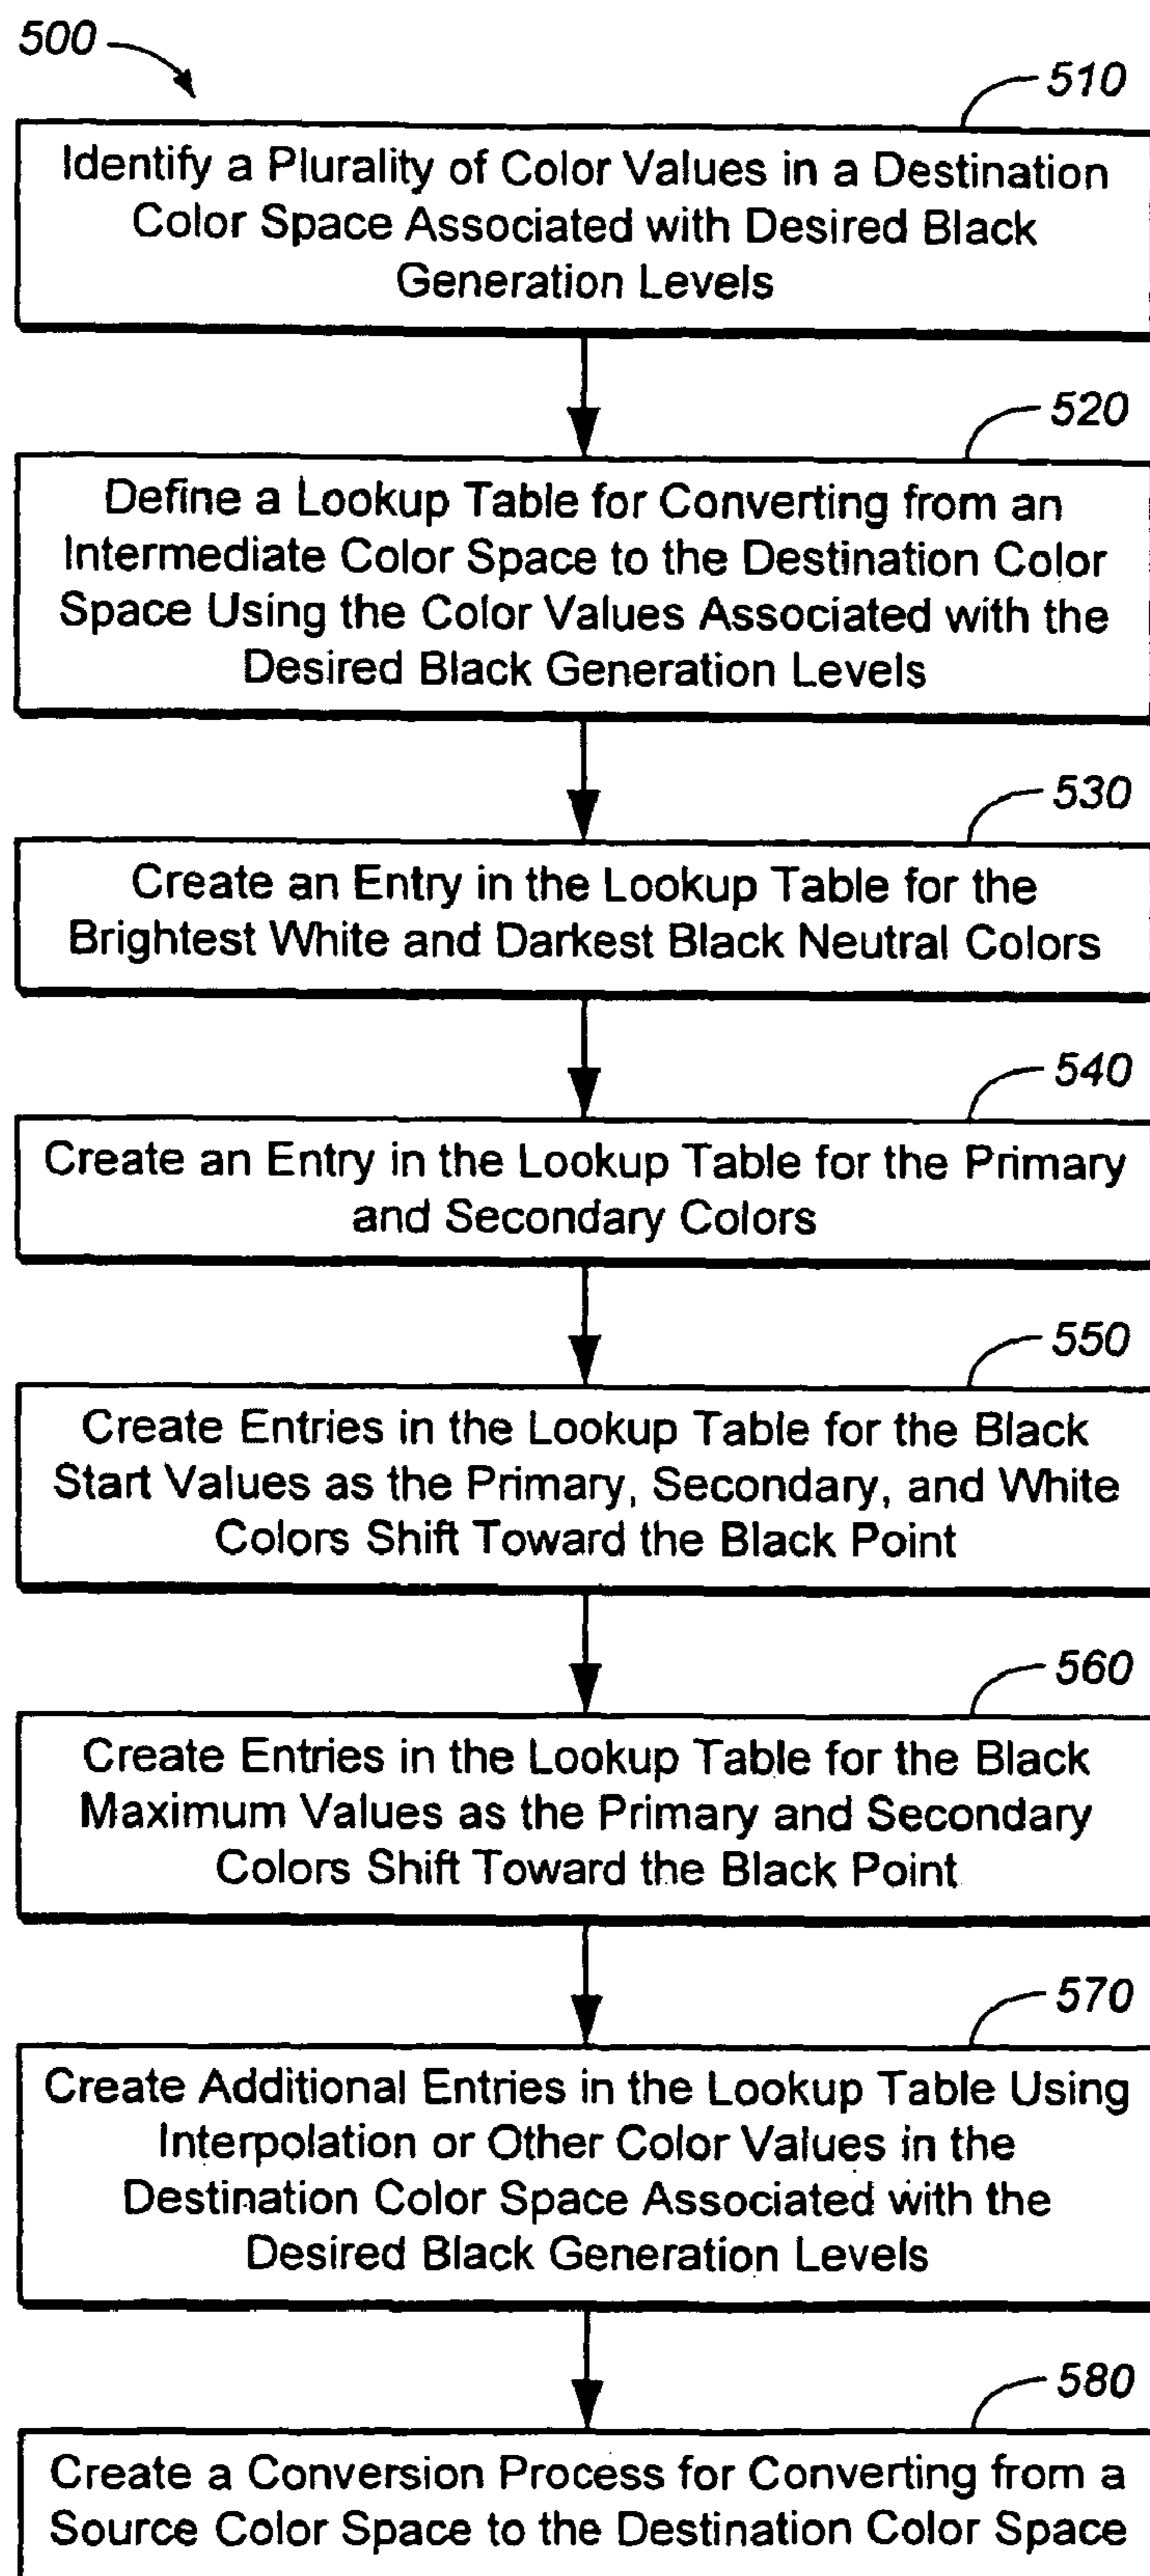 500
510
Identify a Plurality of Color Values in a Destination
Color Space Associated with Desired Black
Generation Levels
520
Define a Lookup Table for Converting from an
Intermediate Color Space to the Destination Color
Space Using the Color Values Associated with the
Desired Black Generation Levels
530
Create an Entry in the Lookup Table for the
Brightest White and Darkest Black Neutral Colors
540
Create an Entry in the Lookup Table for the Primary
and Secondary Colors
550
Create Entries in the Lookup Table for the Black
Start Values as the Primary, Secondary, and White
Colors Shift Toward the Black Point
560
Create Entries in the Lookup Table for the Black
Maximum Values as the Primary and Secondary
Colors Shift Toward the Black Point
570
Create Additional Entries in the Lookup Table Using
Interpolation or Other Color Values in the
Destination Color Space Associated with the
Desired Black Generation Levels
580
Create a Conversion Process for Converting from a
Source Color Space to the Destination Color Space